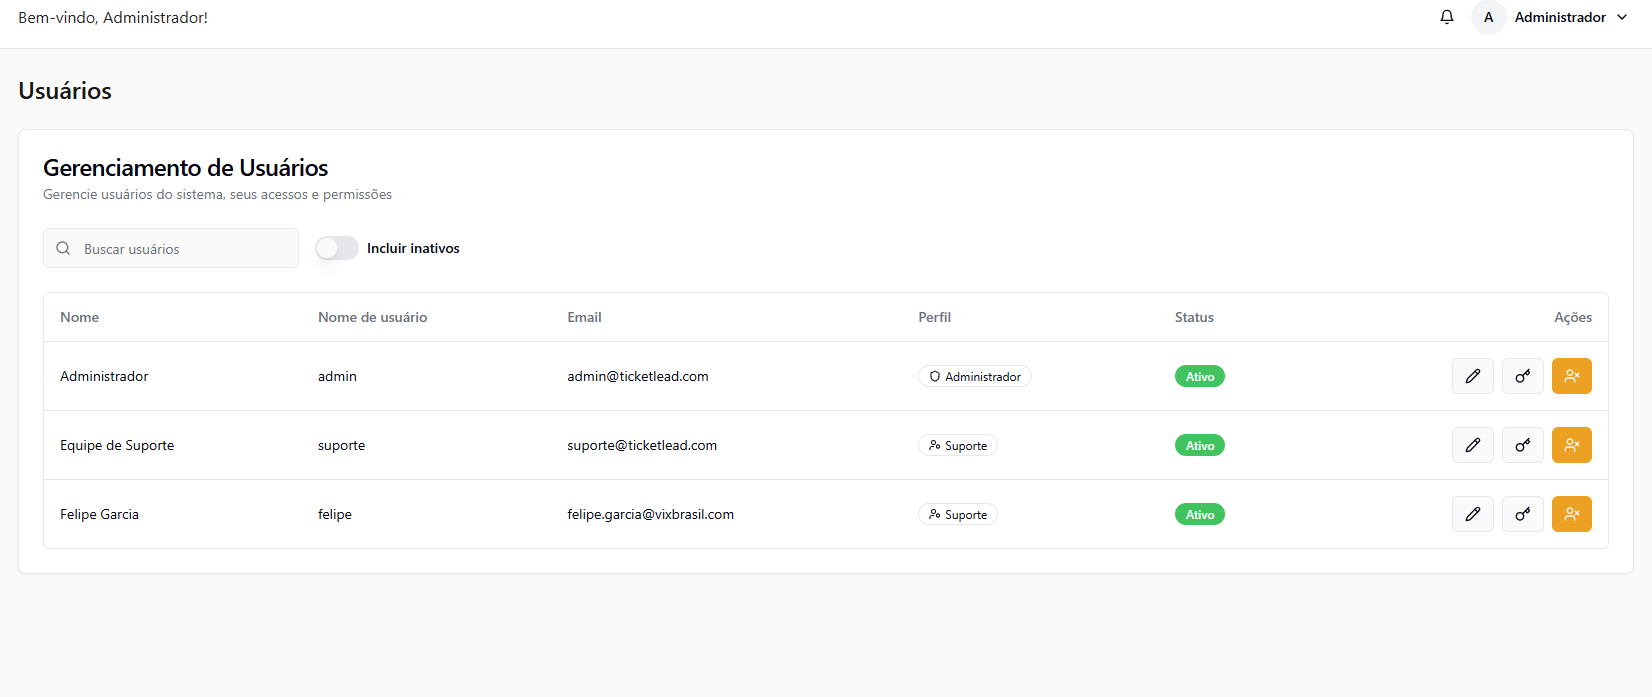 Bem-vindo, Administrador!
A Administrador
Usuários
Gerenciamento de Usuários
Gerencie usuários do sistema, seus acessos e permissões
Buscar usuários Incluir inativos
Nome Nome de usuário Email Perfil Status Ações
Administrador admin admin@ticketlead.com Administrador Ativo
Equipe de Suporte suporte suporte@ticketlead.com Suporte Ativo
Felipe Garcia felipe felipe.garcia@vixbrasil.com Suporte Ativo